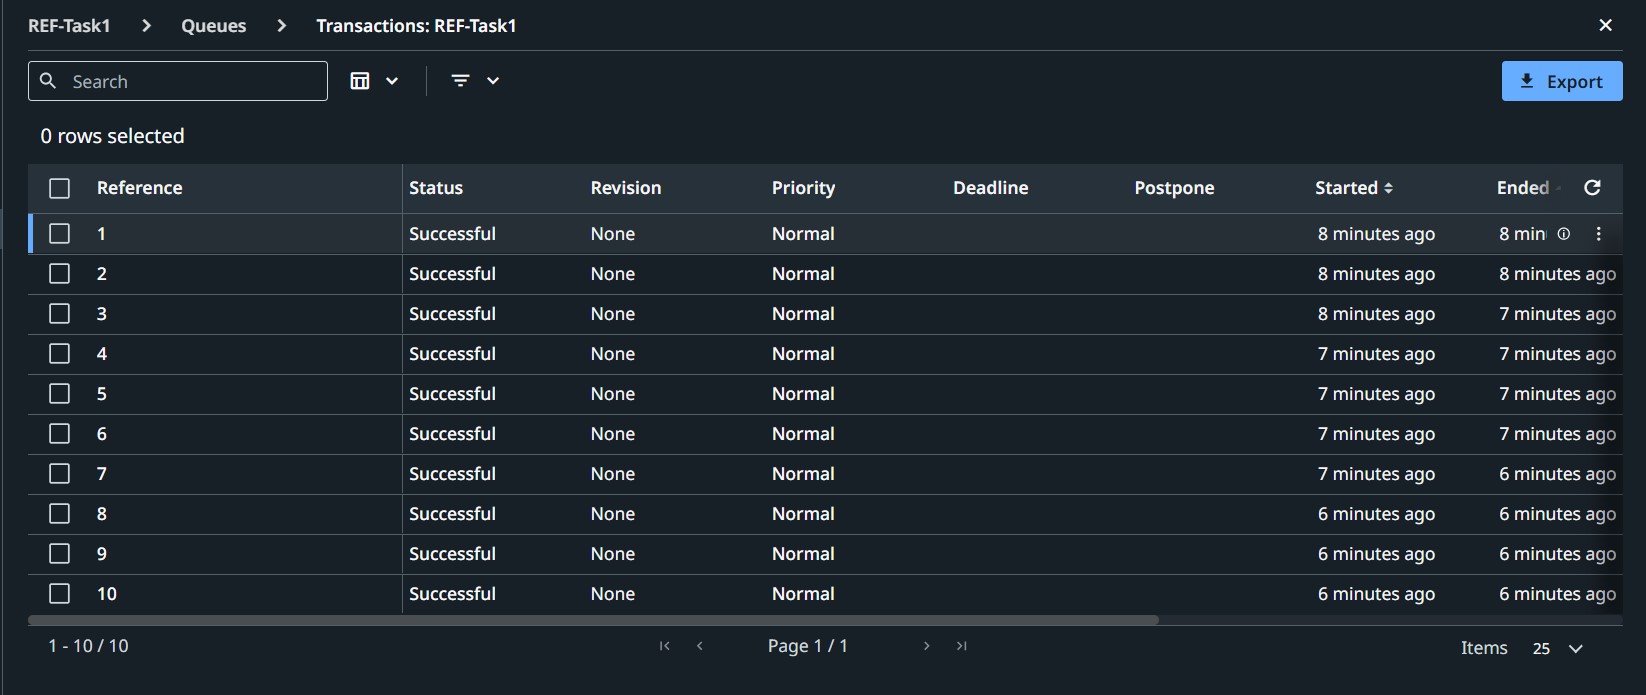 REF-Task1 > Queues > Transactions: REF-Task1
Search
Export
0 rows selected
Reference Status Revision Priority Deadline Postpone Started Ended
1 Successful None Normal 8 minutes ago 8 min
2 Successful None Normal 8 minutes ago 8 minutes ago
3 Successful None Normal 8 minutes ago 7 minutes ago
4 Successful None Normal 7 minutes ago 7 minutes ago
5 Successful None Normal 7 minutes ago 7 minutes ago
6 Successful None Normal 7 minutes ago 7 minutes ago
7 Successful None Normal 7 minutes ago 6 minutes ago
8 Successful None Normal 6 minutes ago 6 minutes ago
9 Successful None Normal 6 minutes ago 6 minutes ago
10 Successful None Normal 6 minutes ago 6 minutes ago
1 - 10 / 10 Page 1 / 1 Items 25